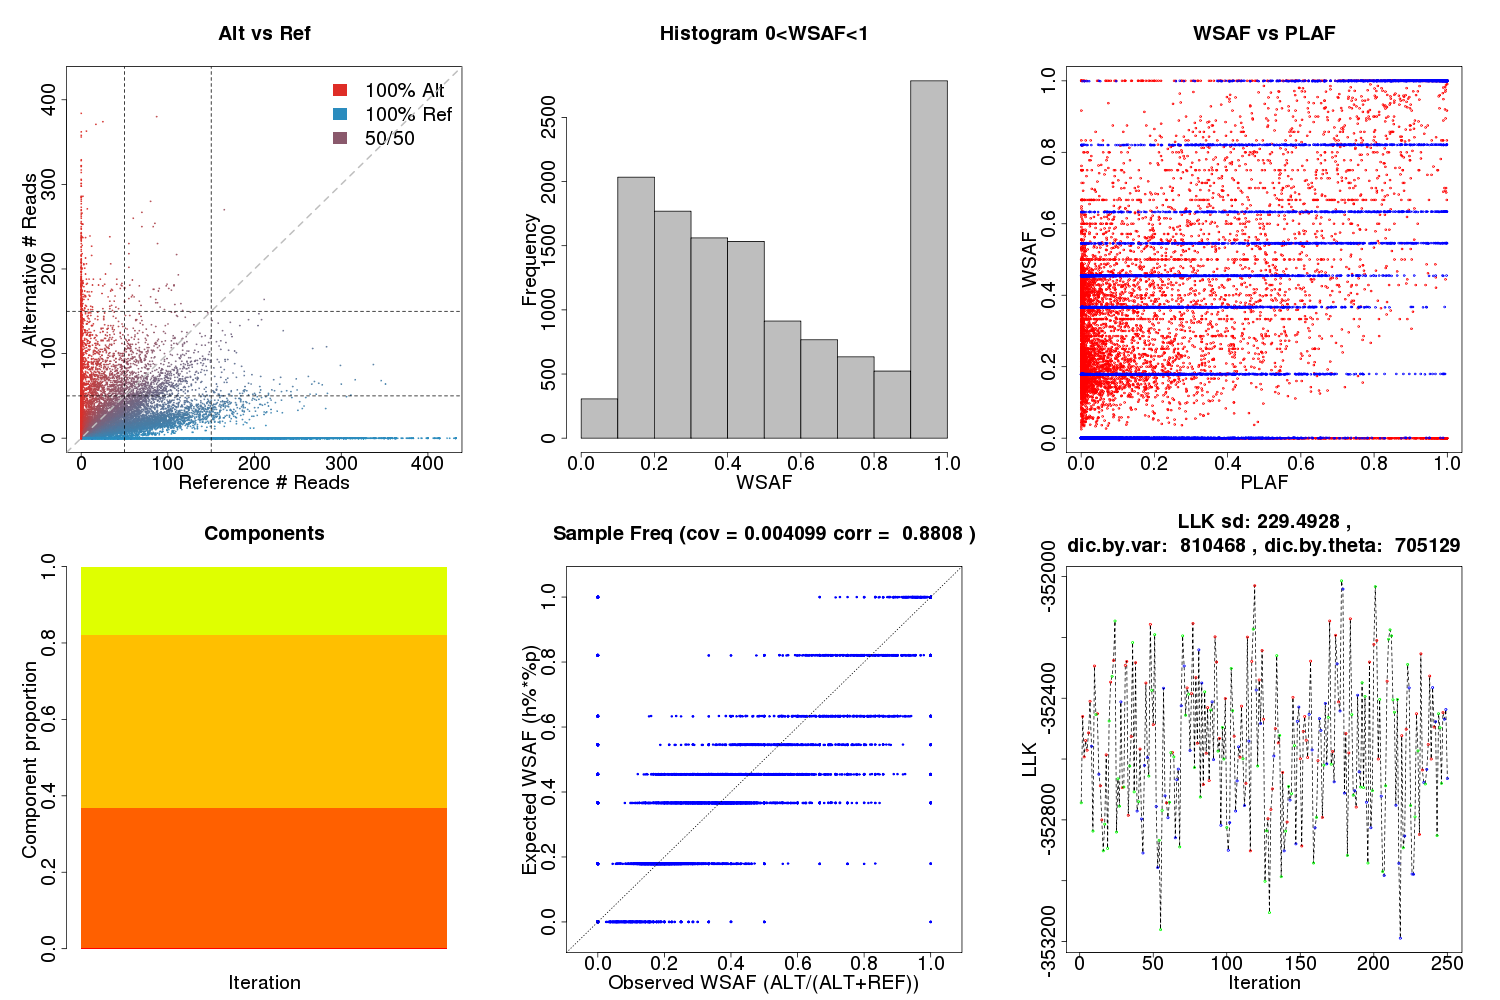 Alt vs Ref
Alternative # Reads
400
300
200
100
0
100% Alt
100% Ref
50/50
0 100 200 300 400
Reference # Reads
Histogram 0<WSAF<1
Frequency
2500
2000
1500
1000
500
0
0.0 0.2 0.4 0.6 0.8 1.0
WSAF
WSAF vs PLAF
WSAF
1.0
0.8
0.6
0.4
0.2
0.0
0.0 0.2 0.4 0.6 0.8 1.0
PLAF
Components
Component proportion
1.0
0.8
0.6
0.4
0.2
0.0
Iteration
Sample Freq (cov = 0.004099 corr = 0.8808 )
Expected WSAF (h%*%p)
1.0
0.8
0.6
0.4
0.2
0.0
0.0 0.2 0.4 0.6 0.8 1.0
Observed WSAF (ALT/(ALT+REF))
LLK sd: 229.4928 ,
dic.by.var: 810468 , dic.by.theta: 705129
LLK
-352000
-352400
-352800
-353200
0 50 100 150 200 250
Iteration